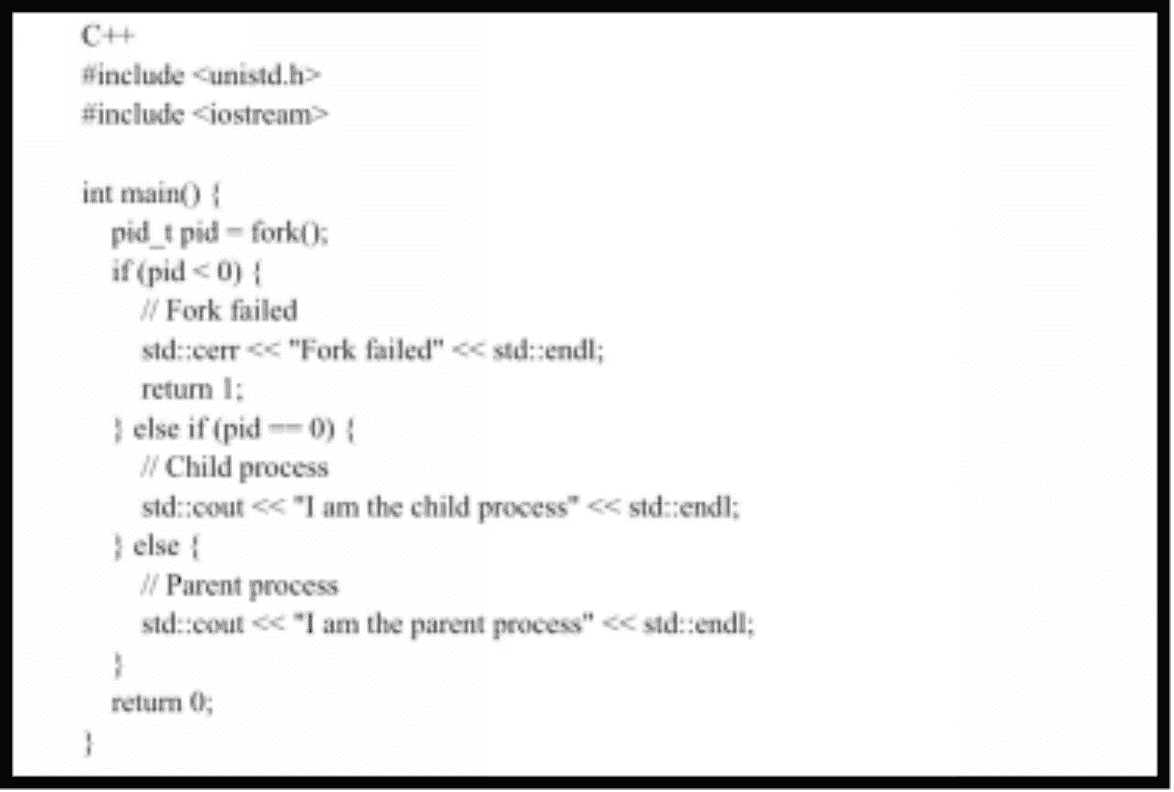 C++
#include <unistd.h>
#include <iostream>
int main() {
pid_t pid = fork();
if (pid < 0) {
// Fork failed
std::cerr << "Fork failed" << std::endl;
return 1;
} else if (pid == 0) {
// Child process
std::cout << "I am the child process" << std::endl;
} else {
// Parent process
std::cout << "I am the parent process" << std::endl;
}
return 0;
}